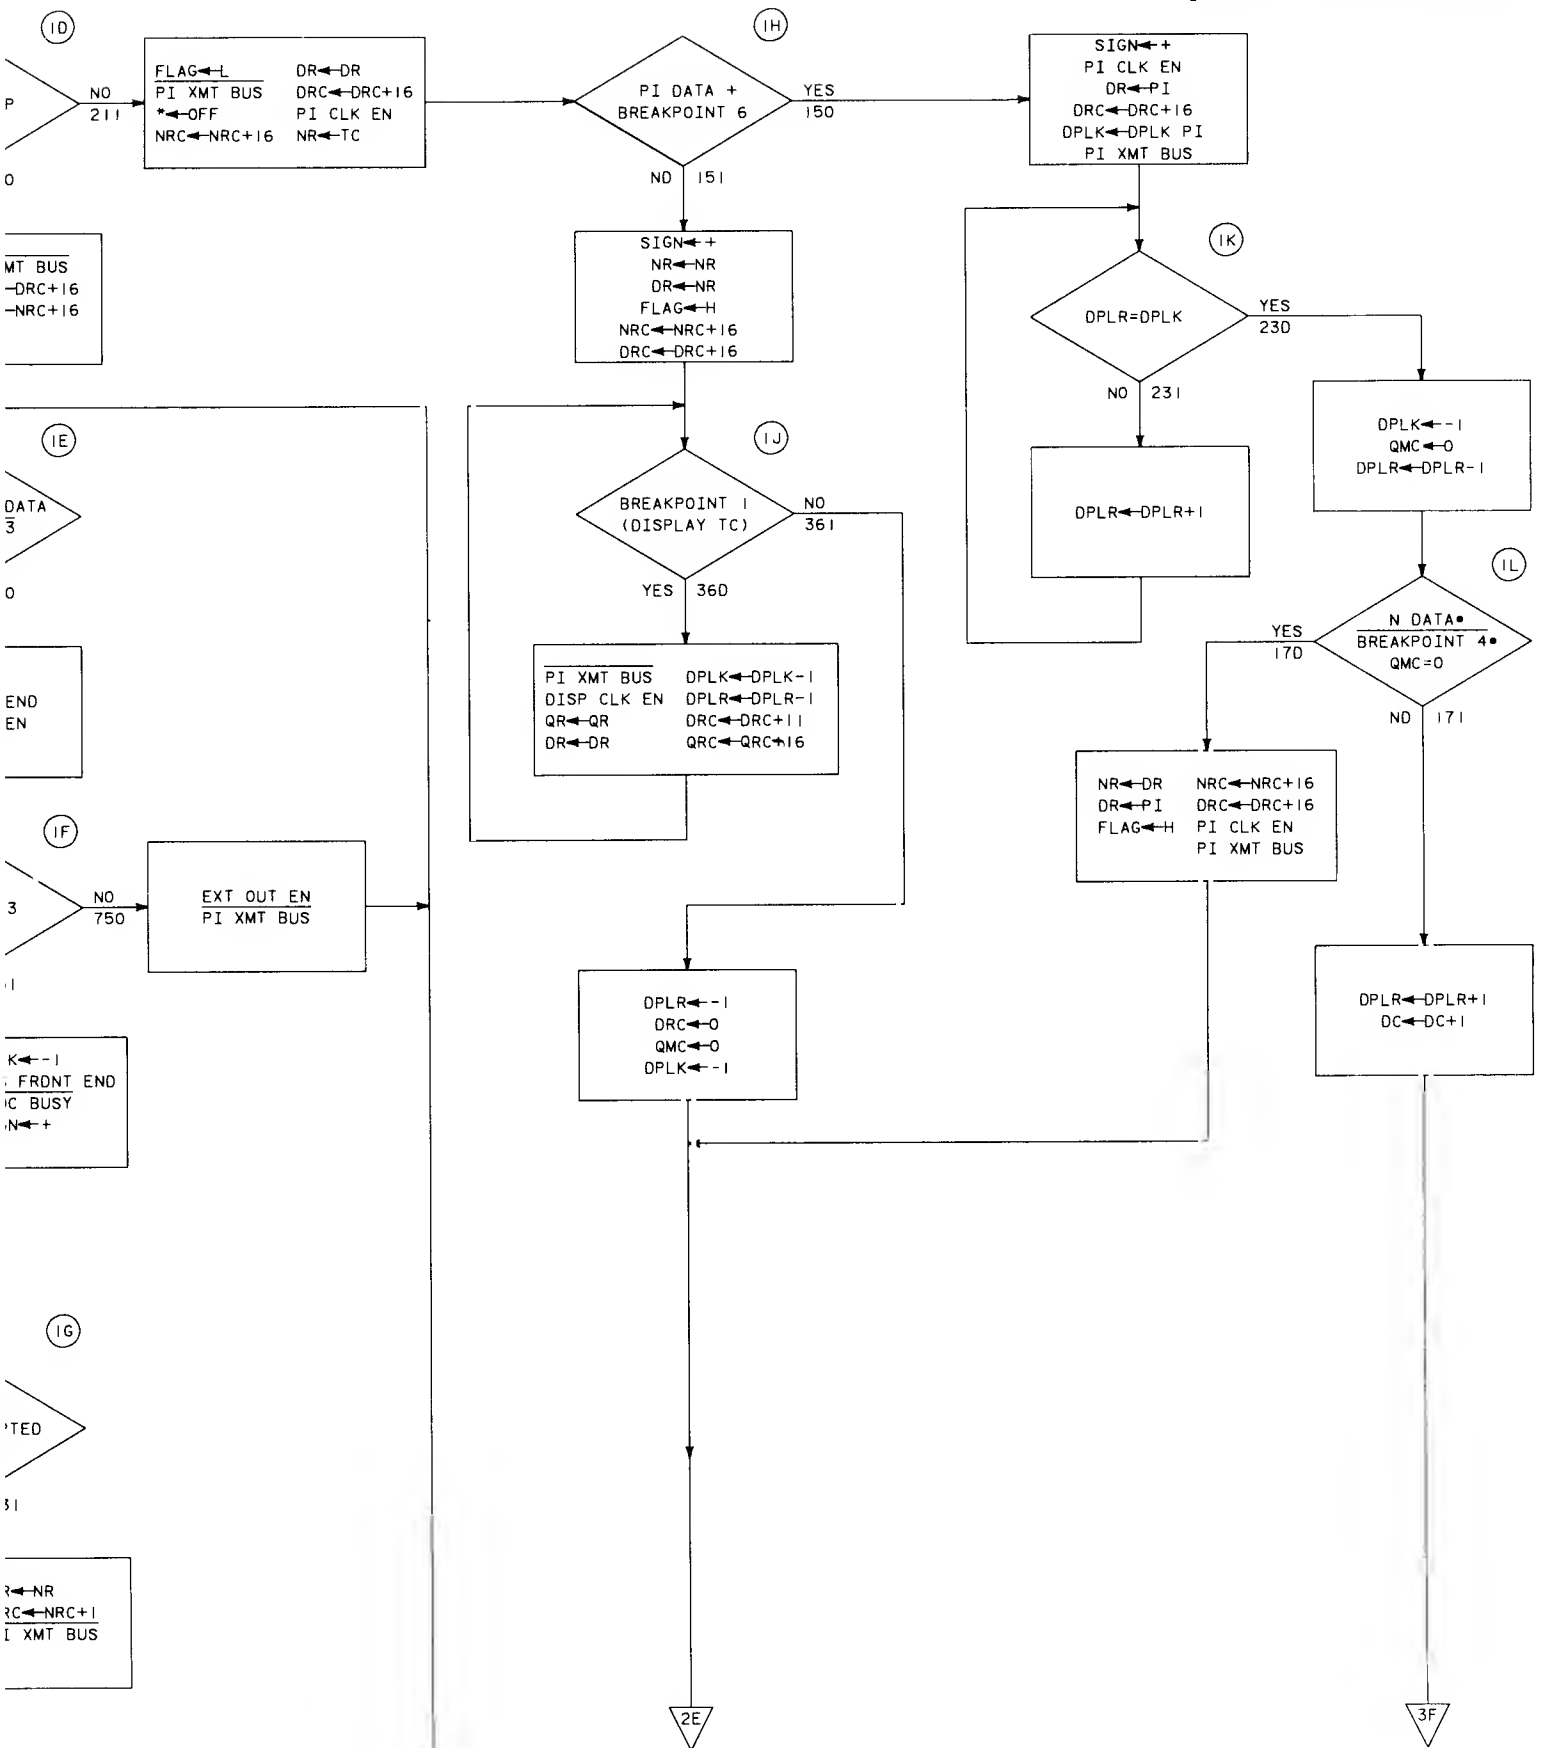 1D
P
NO
211
FLAG←L
PI XMT BUS
*←OFF
NRC←NRC+16
DR←DR
DRC←DRC+16
PI CLK EN
NR←TC
1H
PI DATA +
BREAKPOINT 6
YES
150
NO 151
SIGN←+
PI CLK EN
DR←PI
DRC←DRC+16
DPLK←DPLK PI
PI XMT BUS
0
MT BUS
←DRC+16
←NRC+16
SIGN←+
NR←NR
DR←NR
FLAG←H
NRC←NRC+16
DRC←DRC+16
1K
DPLR=DPLK
YES
230
NO 231
DPLR←DPLR+1
DPLK←-1
QMC←0
DPLR←DPLR-1
1E
DATA
3
0
END
EN
1J
BREAKPOINT 1
(DISPLAY TC)
NO
361
YES 360
PI XMT BUS
DISP CLK EN
QR←QR
DR←DR
DPLK←DPLK-1
DPLR←DPLR-1
DRC←DRC+11
QRC←QRC+16
1L
N DATA•
BREAKPOINT 4•
QMC=0
YES
170
NO 171
NR←DR
DR←PI
FLAG←H
NRC←NRC+16
DRC←DRC+16
PI CLK EN
PI XMT BUS
1F
3
NO
750
EXT OUT EN
PI XMT BUS
1
DPLR←-1
DRC←0
QMC←0
DPLK←-1
DPLR←DPLR+1
DC←DC+1
K←-1
FRONT END
C BUSY
N←+
1G
TED
31
R←NR
RC←NRC+1
I XMT BUS
2E
3F